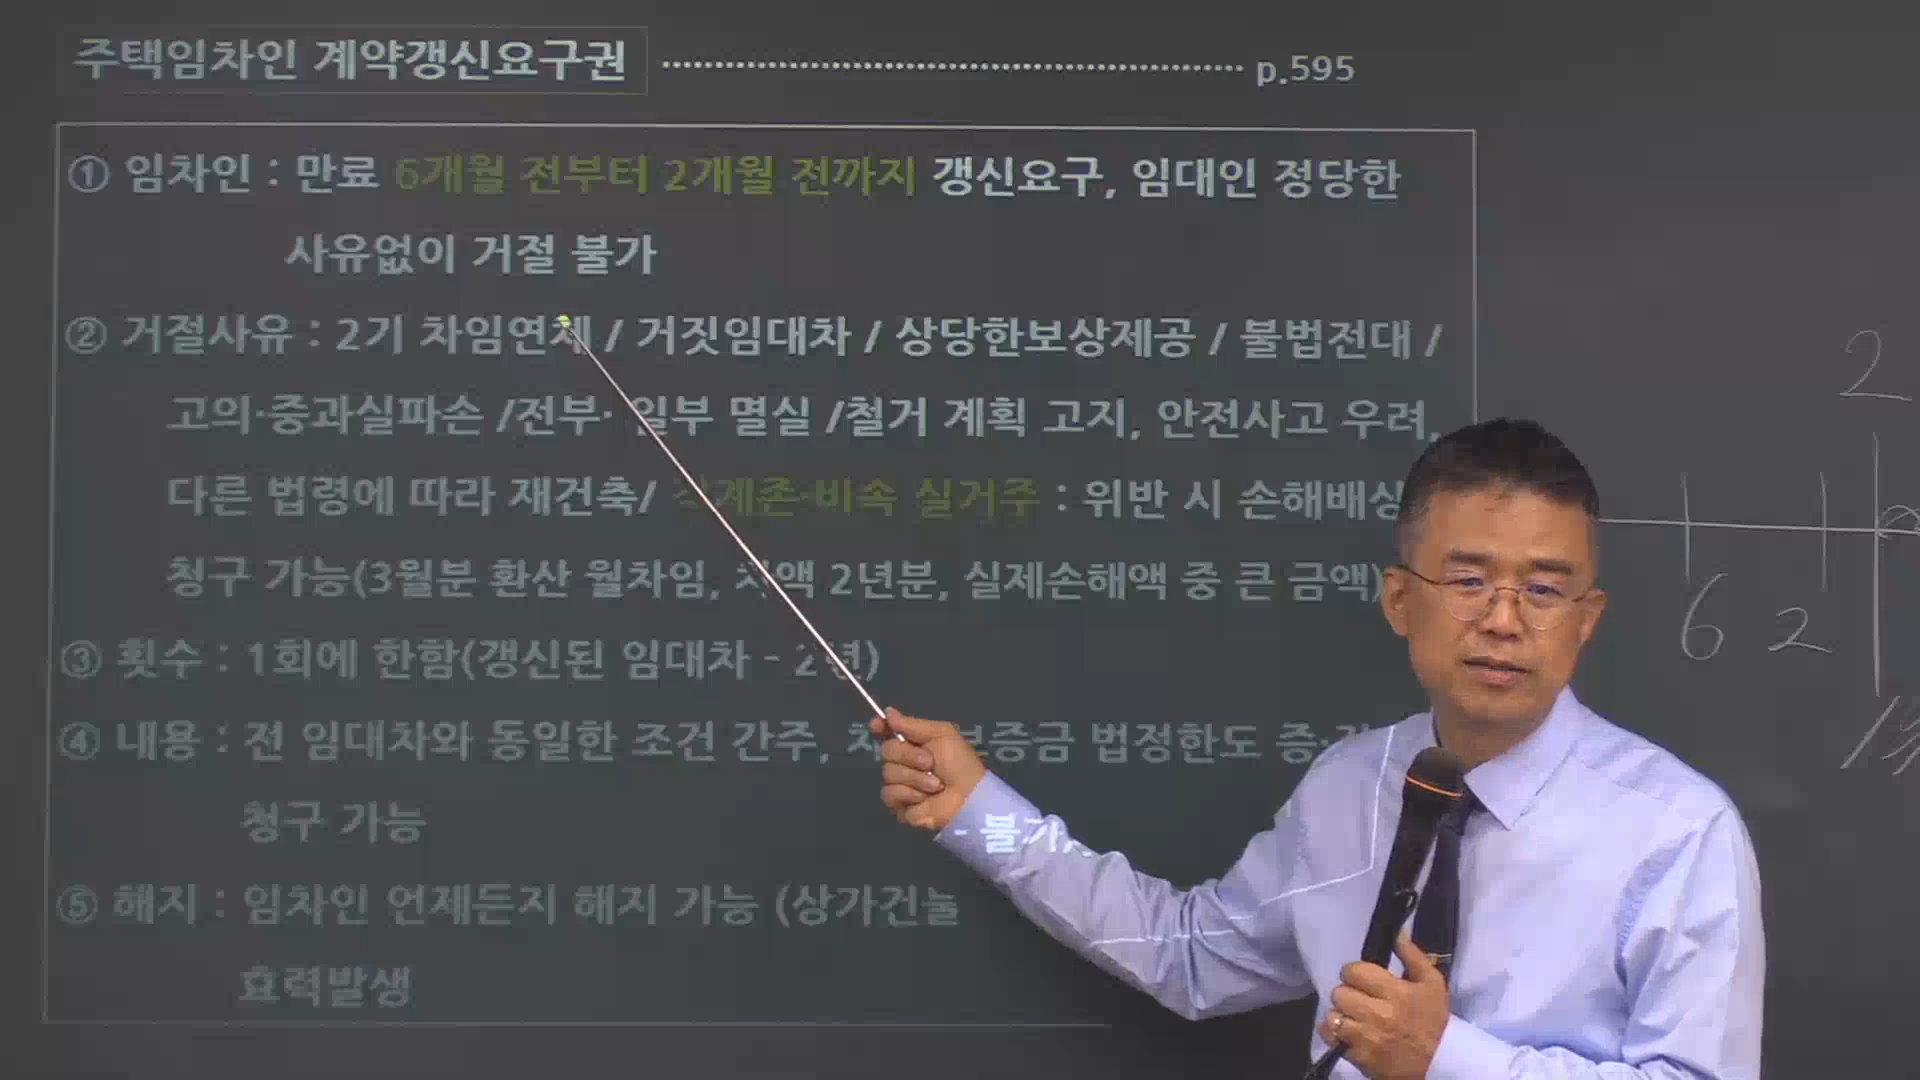 주택임차인 계약갱신요구권 p.595
① 임차인 : 만료 6개월 전부터 2개월 전까지 갱신요구, 임대인 정당한
사유없이 거절 불가
② 거절사유 : 2기 차임연체 / 거짓임대차 / 상당한보상제공 / 불법전대 /
고의·중과실파손 /전부· 일부 멸실 /철거 계획 고지, 안전사고 우려,
다른 법령에 따라 재건축/ 실거주 : 위반 시 손해배상
청구 가능(3월분 환산 월차임, 2년분, 실제손해액 중 큰 금액)
③ 횟수 : 1회에 한함(갱신된 임대차 - 2년)
④ 내용 : 전 임대차와 동일한 조건 간주, 보증금 법정한도 증·
청구 가능
⑤ 해지 : 임차인 언제든지 해지 가능 (상가건 불가,
효력발생
2
6 2